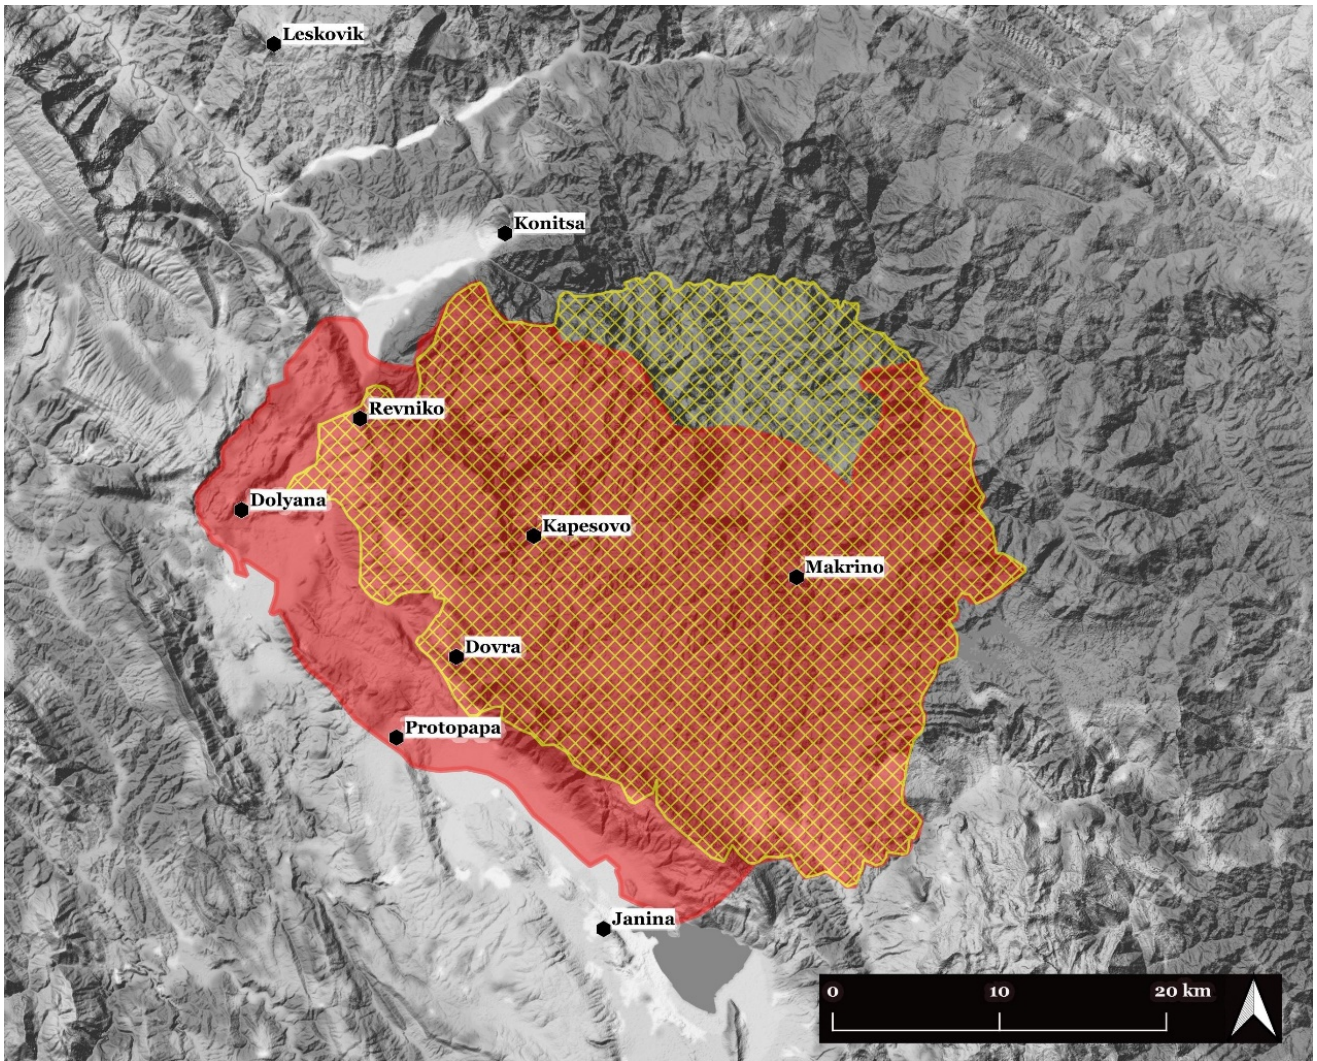 Leskovik
Konitsa
Revniko
Dolyana
Kapesovo
Makrino
Dovra
Protopapa
Janina
0 10 20 km